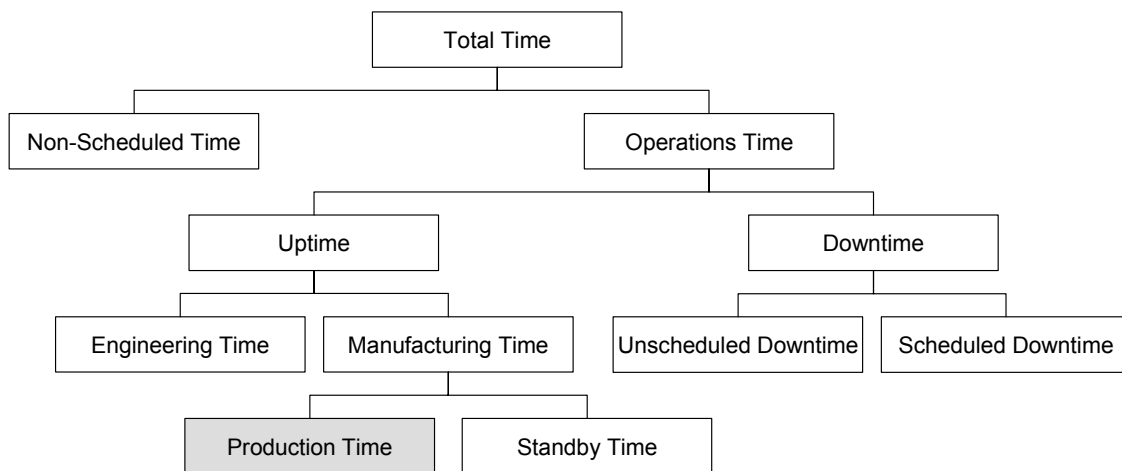 Total Time
Non-Scheduled Time
Operations Time
Uptime
Downtime
Engineering Time
Manufacturing Time
Unscheduled Downtime
Scheduled Downtime
Production Time
Standby Time